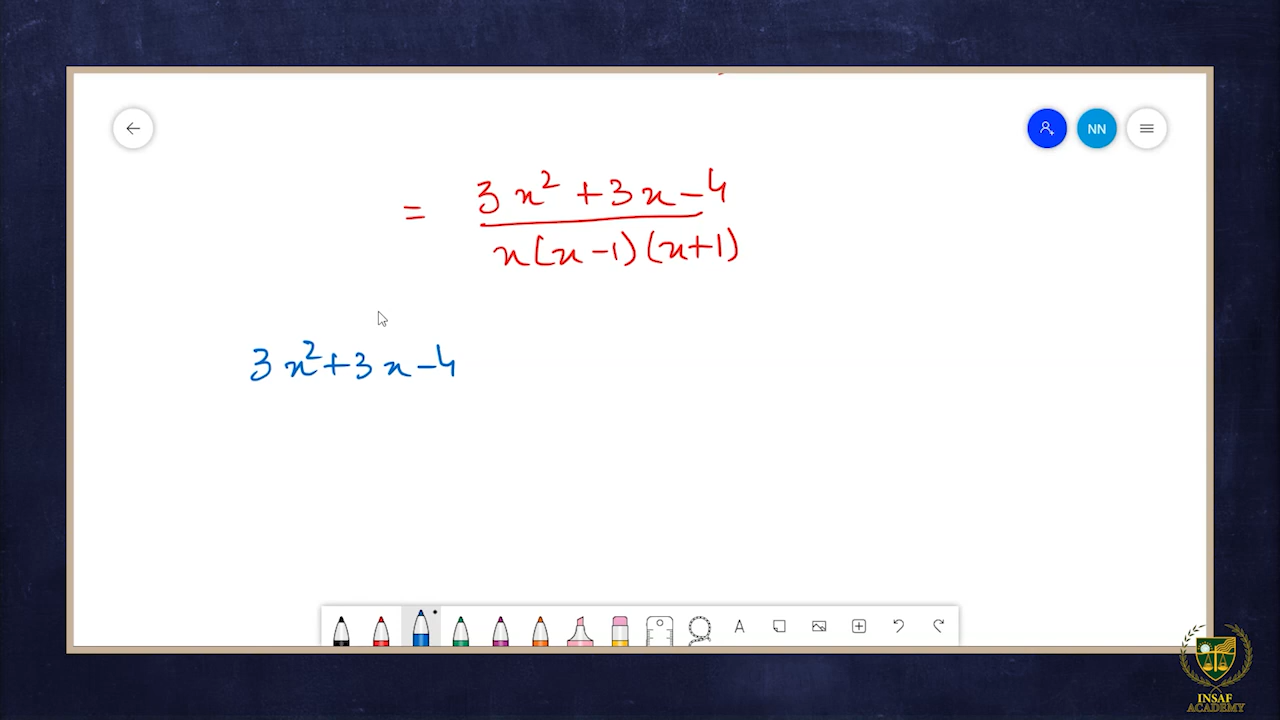 NN
= 3x² + 3x - 4
x(x-1)(x+1)
3x² + 3x - 4
A
INSAF
ACADEMY